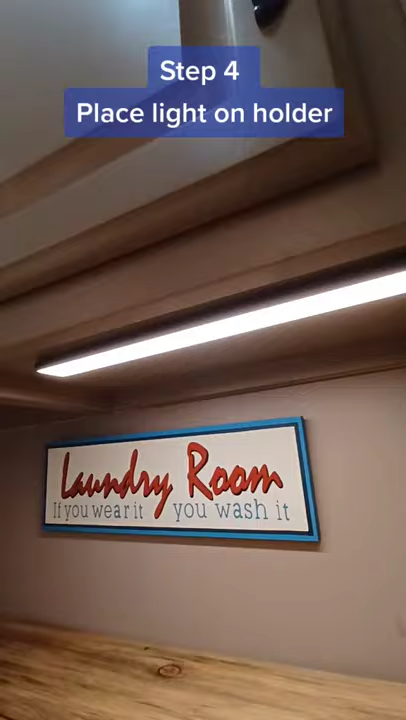 Step 4
Place light on holder
Laundry Room
If you wear it you wash it